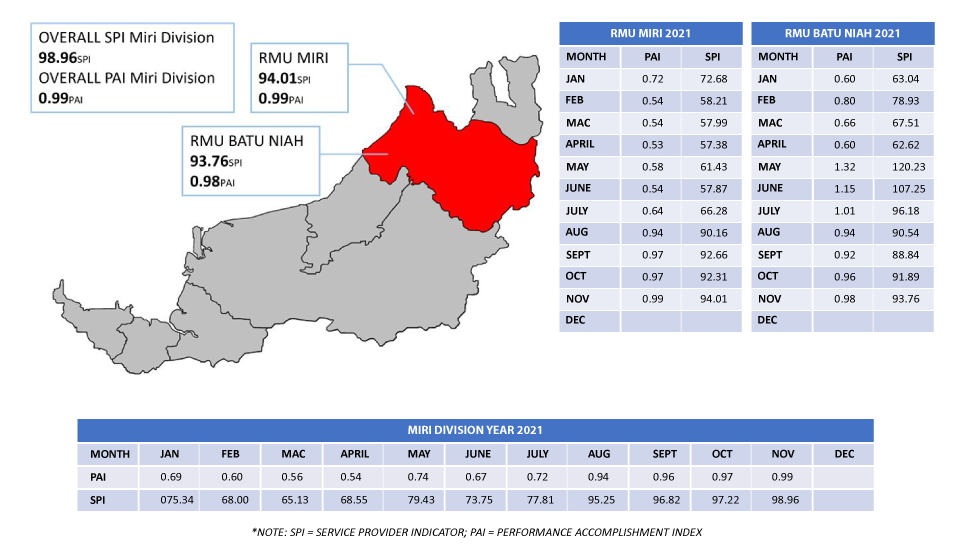 OVERALL SPI Miri Division
98.96SPI
OVERALL PAI Miri Division
0.99PAI
RMU MIRI
94.01SPI
0.99PAI
RMU BATU NIAH
93.76SPI
0.98PAI
RMU MIRI 2021
MONTH PAI SPI
JAN 0.72 72.68
FEB 0.54 58.21
MAC 0.54 57.99
APRIL 0.53 57.38
MAY 0.58 61.43
JUNE 0.54 57.87
JULY 0.64 66.28
AUG 0.94 90.16
SEPT 0.97 92.66
OCT 0.97 92.31
NOV 0.99 94.01
DEC
RMU BATU NIAH 2021
MONTH PAI SPI
JAN 0.60 63.04
FEB 0.80 78.93
MAC 0.66 67.51
APRIL 0.60 62.62
MAY 1.32 120.23
JUNE 1.15 107.25
JULY 1.01 96.18
AUG 0.94 90.54
SEPT 0.92 88.84
OCT 0.96 91.89
NOV 0.98 93.76
DEC
MIRI DIVISION YEAR 2021
MONTH JAN FEB MAC APRIL MAY JUNE JULY AUG SEPT OCT NOV DEC
PAI 0.69 0.60 0.56 0.54 0.74 0.67 0.72 0.94 0.96 0.97 0.99
SPI 075.34 68.00 65.13 68.55 79.43 73.75 77.81 95.25 96.82 97.22 98.96
*NOTE: SPI = SERVICE PROVIDER INDICATOR; PAI = PERFORMANCE ACCOMPLISHMENT INDEX